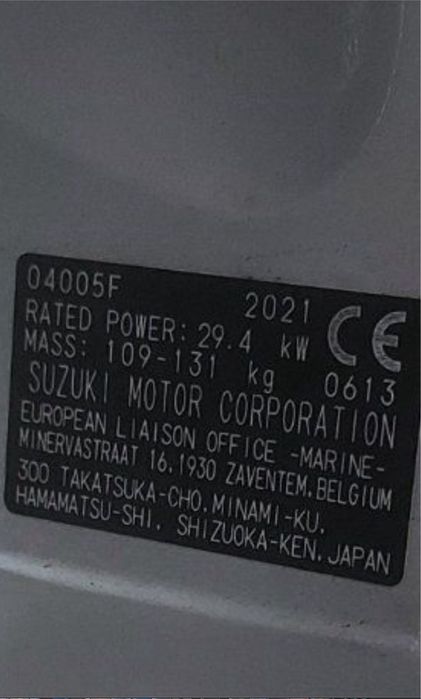 04005F 2021 CE
RATED POWER: 29.4 kW
MASS: 109-131 kg 0613
SUZUKI MOTOR CORPORATION
EUROPEAN LIAISON OFFICE -MARINE-
MINERVASTRAAT 16,1930 ZAVENTEM,BELGIUM
300 TAKATSUKA-CHO,MINAMI-KU,
HAMAMATSU-SHI, SHIZUOKA-KEN,JAPAN